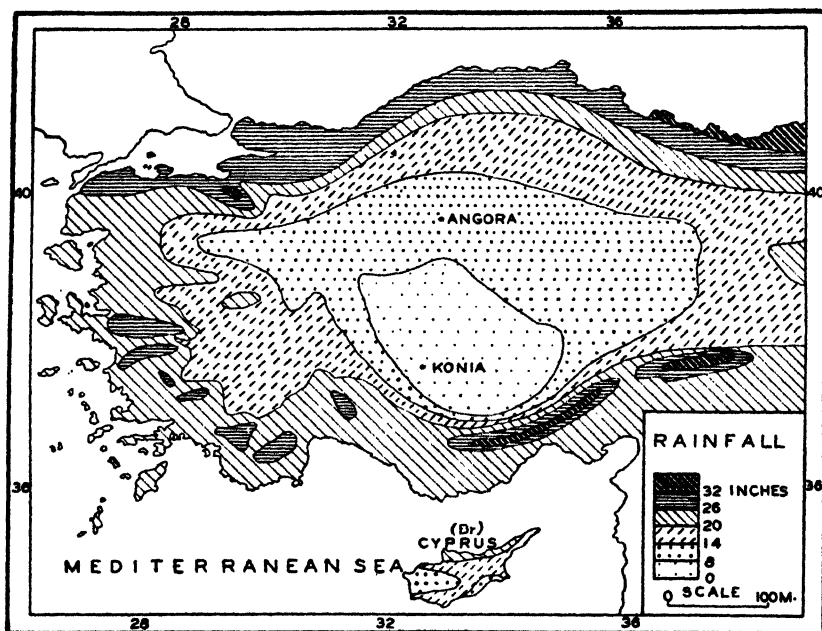 28 32 36
40 40
ANGORA
KONIA
RAINFALL
32 INCHES
26
20
14
8
0
36 36
(Br)
CYPRUS
MEDITERRANEAN SEA
SCALE
0 100M.
28 32 36